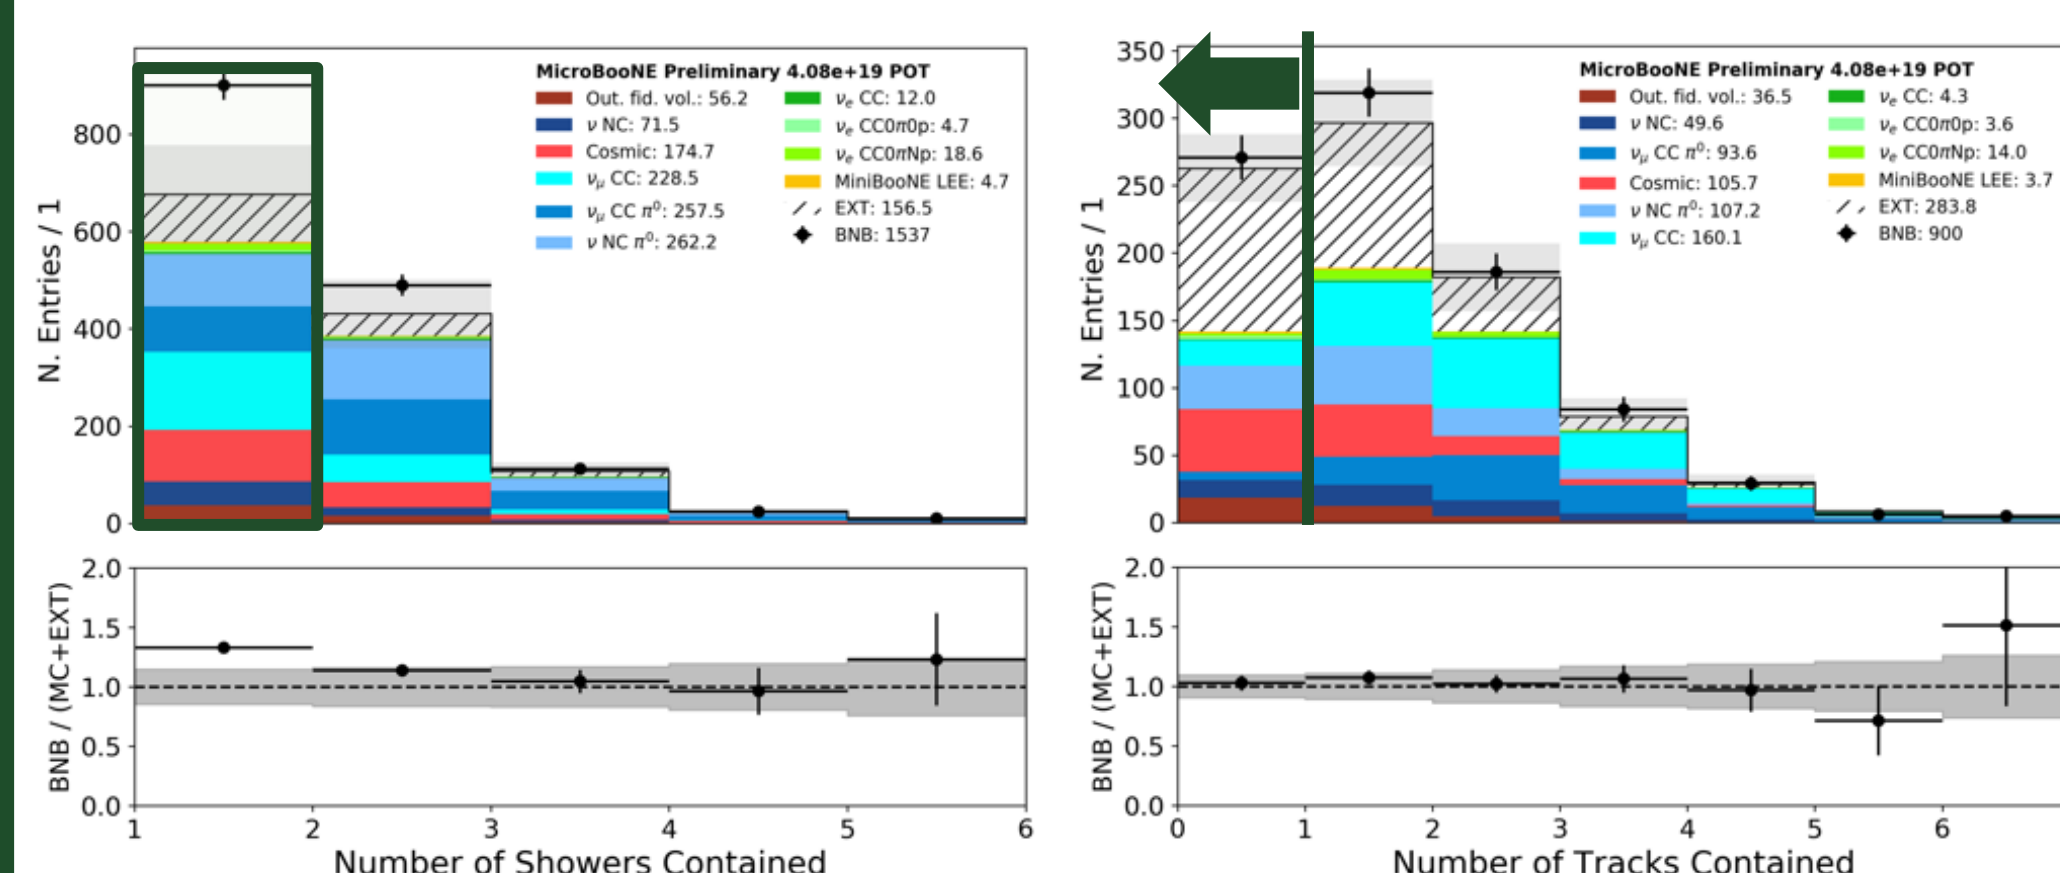 N. Entries / 1
800
600
400
200
0
MicroBooNE Preliminary 4.08e+19 POT
Out. fid. vol.: 56.2
ν NC: 71.5
Cosmic: 174.7
νμ CC: 228.5
νμ CC π⁰: 257.5
ν NC π⁰: 262.2
νe CC: 12.0
νe CC0π0p: 4.7
νe CC0πNp: 18.6
MiniBooNE LEE: 4.7
EXT: 156.5
BNB: 1537
BNB / (MC+EXT)
2.0
1.5
1.0
0.5
0.0
1 2 3 4 5 6
Number of Showers Contained
N. Entries / 1
350
300
250
200
150
100
50
0
MicroBooNE Preliminary 4.08e+19 POT
Out. fid. vol.: 36.5
ν NC: 49.6
νμ CC π⁰: 93.6
Cosmic: 105.7
ν NC π⁰: 107.2
νμ CC: 160.1
νe CC: 4.3
νe CC0π0p: 3.6
νe CC0πNp: 14.0
MiniBooNE LEE: 3.7
EXT: 283.8
BNB: 900
BNB / (MC+EXT)
2.0
1.5
1.0
0.5
0.0
0 1 2 3 4 5 6
Number of Tracks Contained